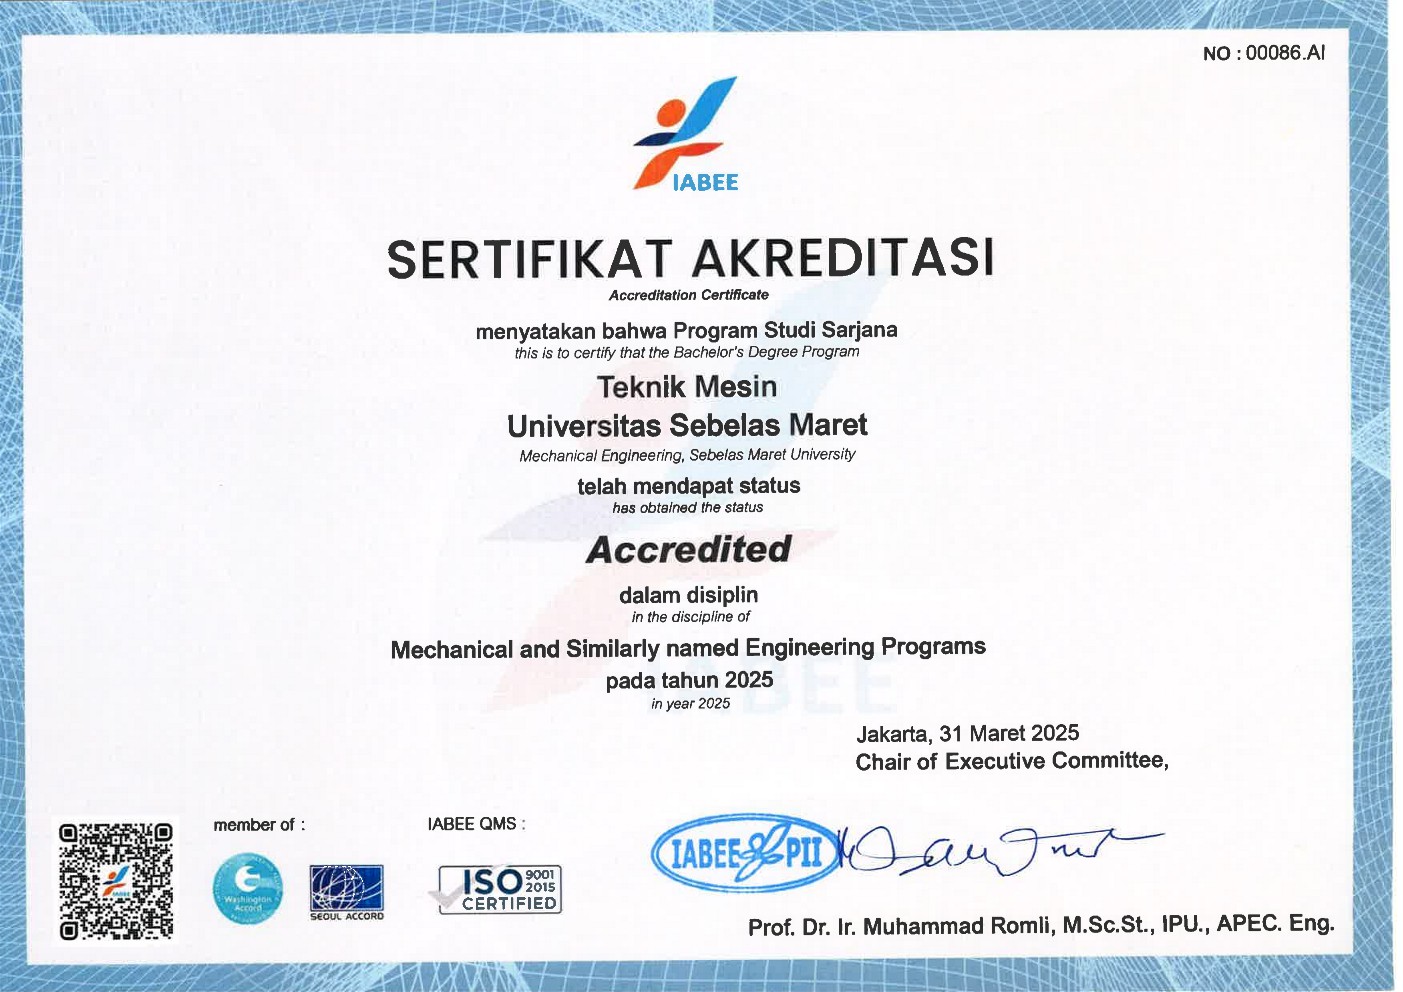 NO : 00086.AI
IABEE
SERTIFIKAT AKREDITASI
Accreditation Certificate
menyatakan bahwa Program Studi Sarjana
this is to certify that the Bachelor's Degree Program
Teknik Mesin
Universitas Sebelas Maret
Mechanical Engineering, Sebelas Maret University
telah mendapat status
has obtained the status
Accredited
dalam disiplin
in the discipline of
Mechanical and Similarly named Engineering Programs
pada tahun 2025
in year 2025
IABEE
Jakarta, 31 Maret 2025
Chair of Executive Committee,
member of :
IABEE QMS :
Washington
Accord
SEOUL ACCORD
ISO 9001
2015
CERTIFIED
IABEE PII
Prof. Dr. Ir. Muhammad Romli, M.Sc.St., IPU., APEC. Eng.